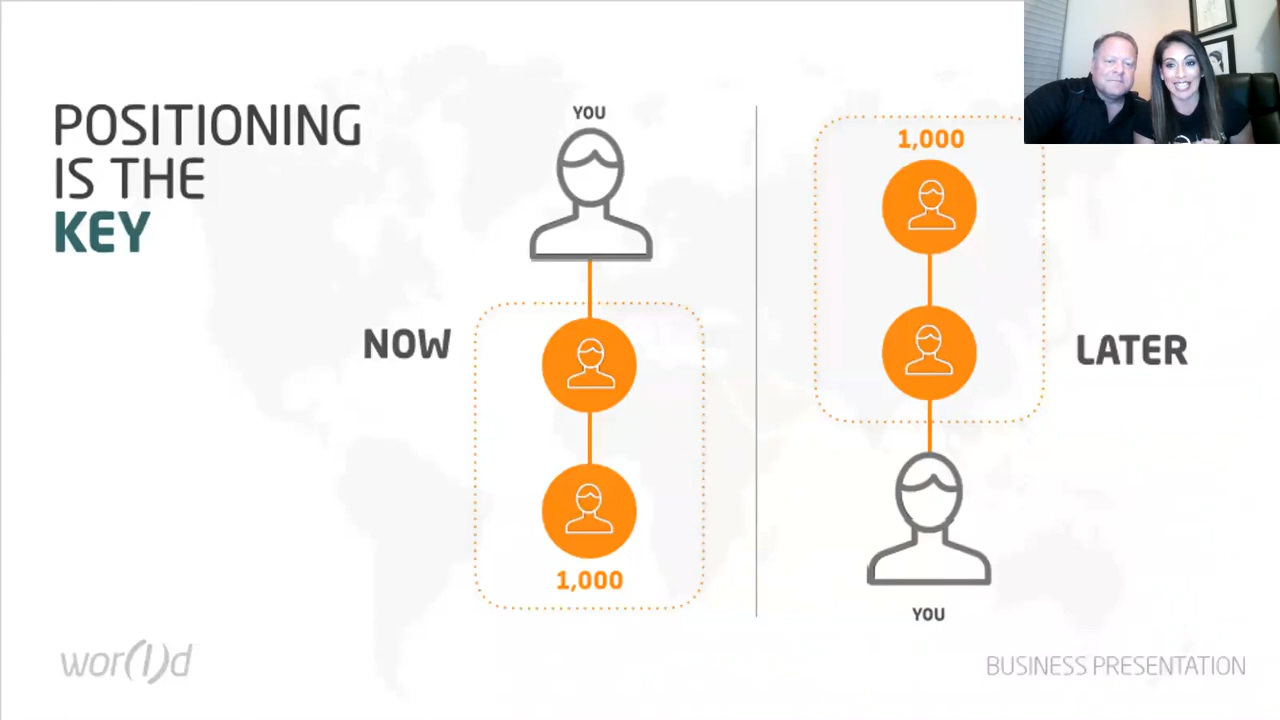 POSITIONING
IS THE
KEY
YOU
NOW
1,000
1,000
LATER
YOU
wor(l)d
BUSINESS PRESENTATION